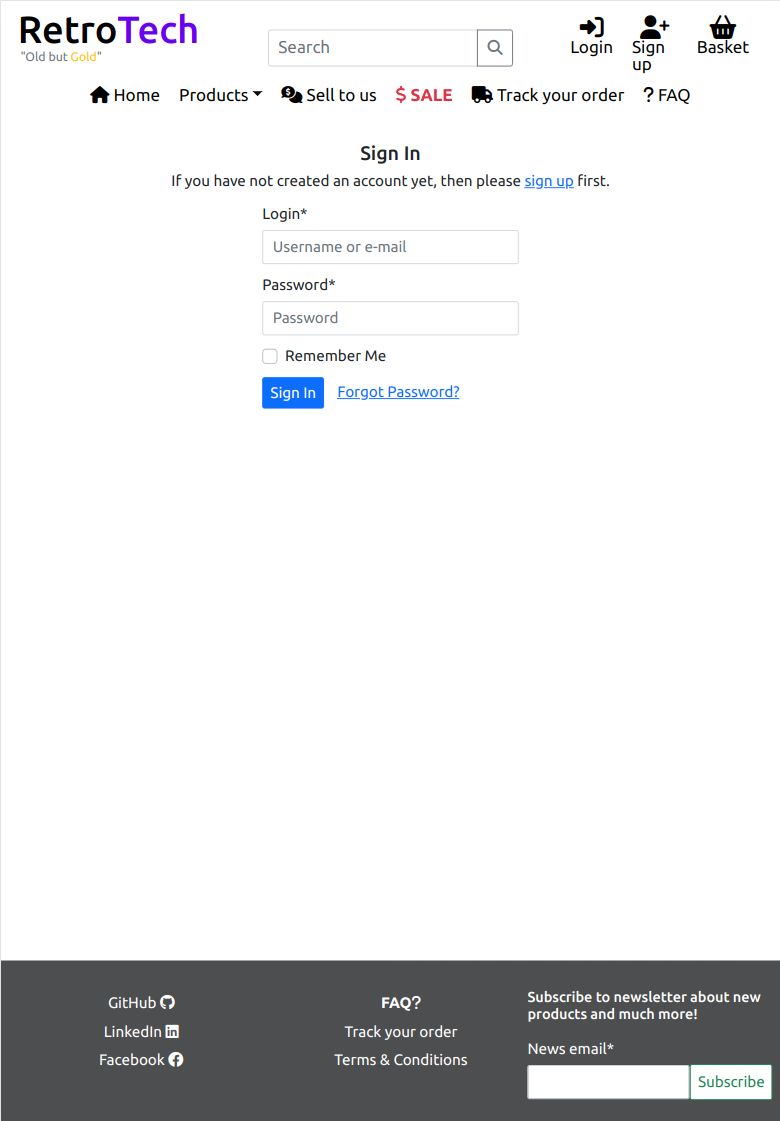 RetroTech
"Old but Gold"
Search
Login
Sign
up
Basket
Home Products Sell to us $ SALE Track your order ? FAQ
Sign In
If you have not created an account yet, then please sign up first.
Login*
Username or e-mail
Password*
Password
Remember Me
Sign In Forgot Password?
GitHub
LinkedIn
Facebook
FAQ?
Track your order
Terms & Conditions
Subscribe to newsletter about new
products and much more!
News email*
Subscribe